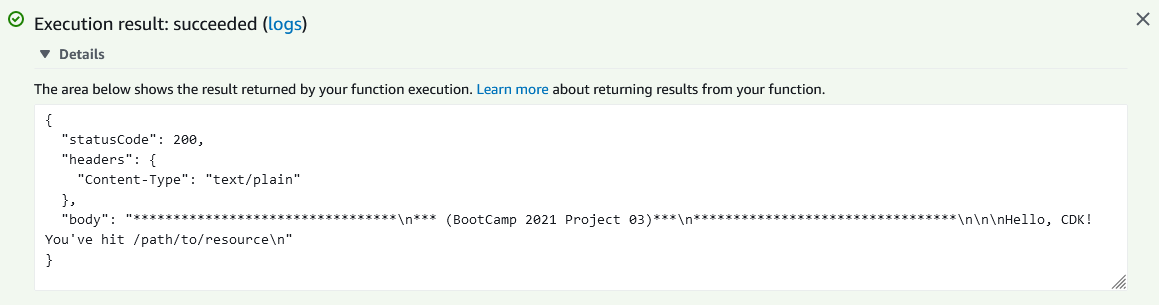 Execution result: succeeded (logs)
Details
The area below shows the result returned by your function execution. Learn more about returning results from your function.
{
  "statusCode": 200,
  "headers": {
    "Content-Type": "text/plain"
  },
  "body": "*********************************\n*** (BootCamp 2021 Project 03)***\n*********************************\n\n\nHello, CDK!
You've hit /path/to/resource\n"
}